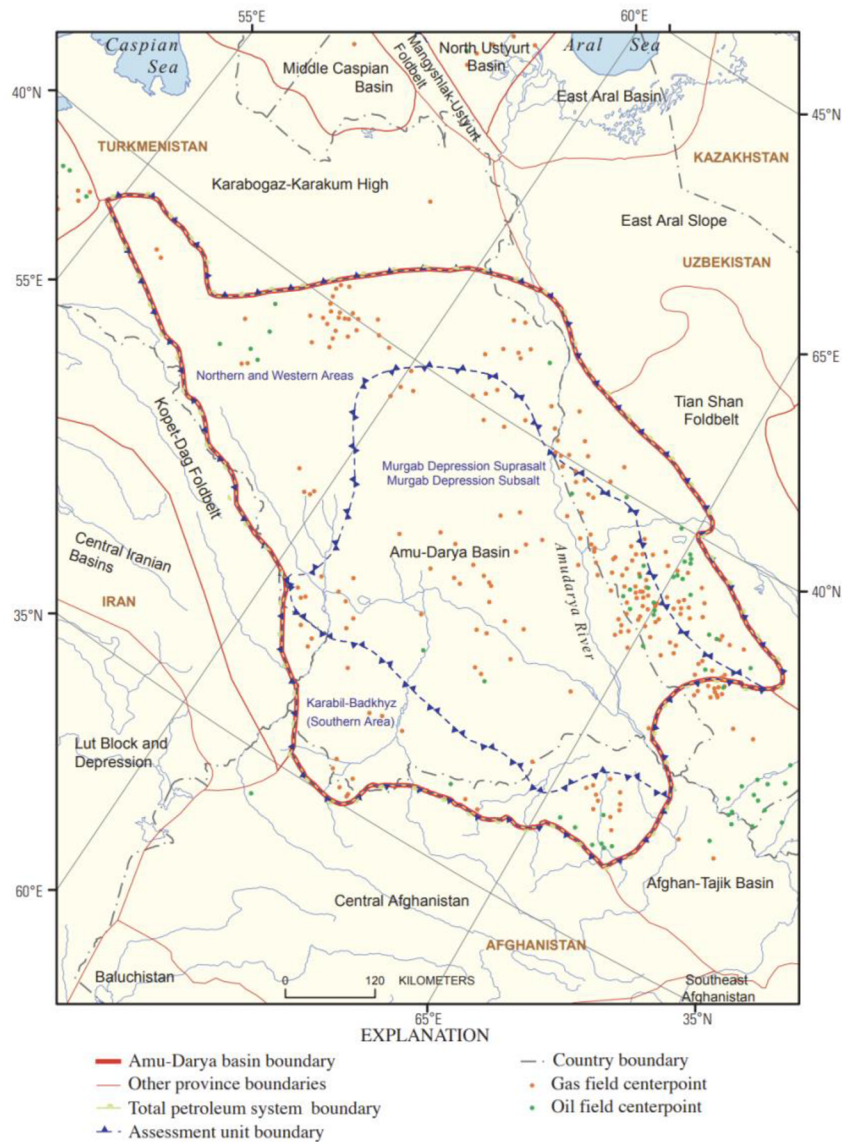 55°E
60°E
Caspian
Sea
Middle Caspian
Basin
Mangyshlak-Ustyurt
Foldbelt
North Ustyurt
Basin
Aral Sea
40°N
East Aral Basin
45°N
TURKMENISTAN
KAZAKHSTAN
Karabogaz-Karakum High
East Aral Slope
UZBEKISTAN
55°E
65°E
Northern and Western Areas
Tian Shan
Foldbelt
Kopet-Dag Foldbelt
Murgab Depression Suprasalt
Murgab Depression Subsalt
Central Iranian
Basins
Amu-Darya Basin
Amudarya River
IRAN
35°N
40°N
Karabil-Badkhyz
(Southern Area)
Lut Block and
Depression
60°E
Central Afghanistan
Afghan-Tajik Basin
AFGHANISTAN
Baluchistan
0 120 KILOMETERS
Southeast
Afghanistan
65°E
35°N
EXPLANATION
Amu-Darya basin boundary
Other province boundaries
Total petroleum system boundary
Assessment unit boundary
Country boundary
Gas field centerpoint
Oil field centerpoint